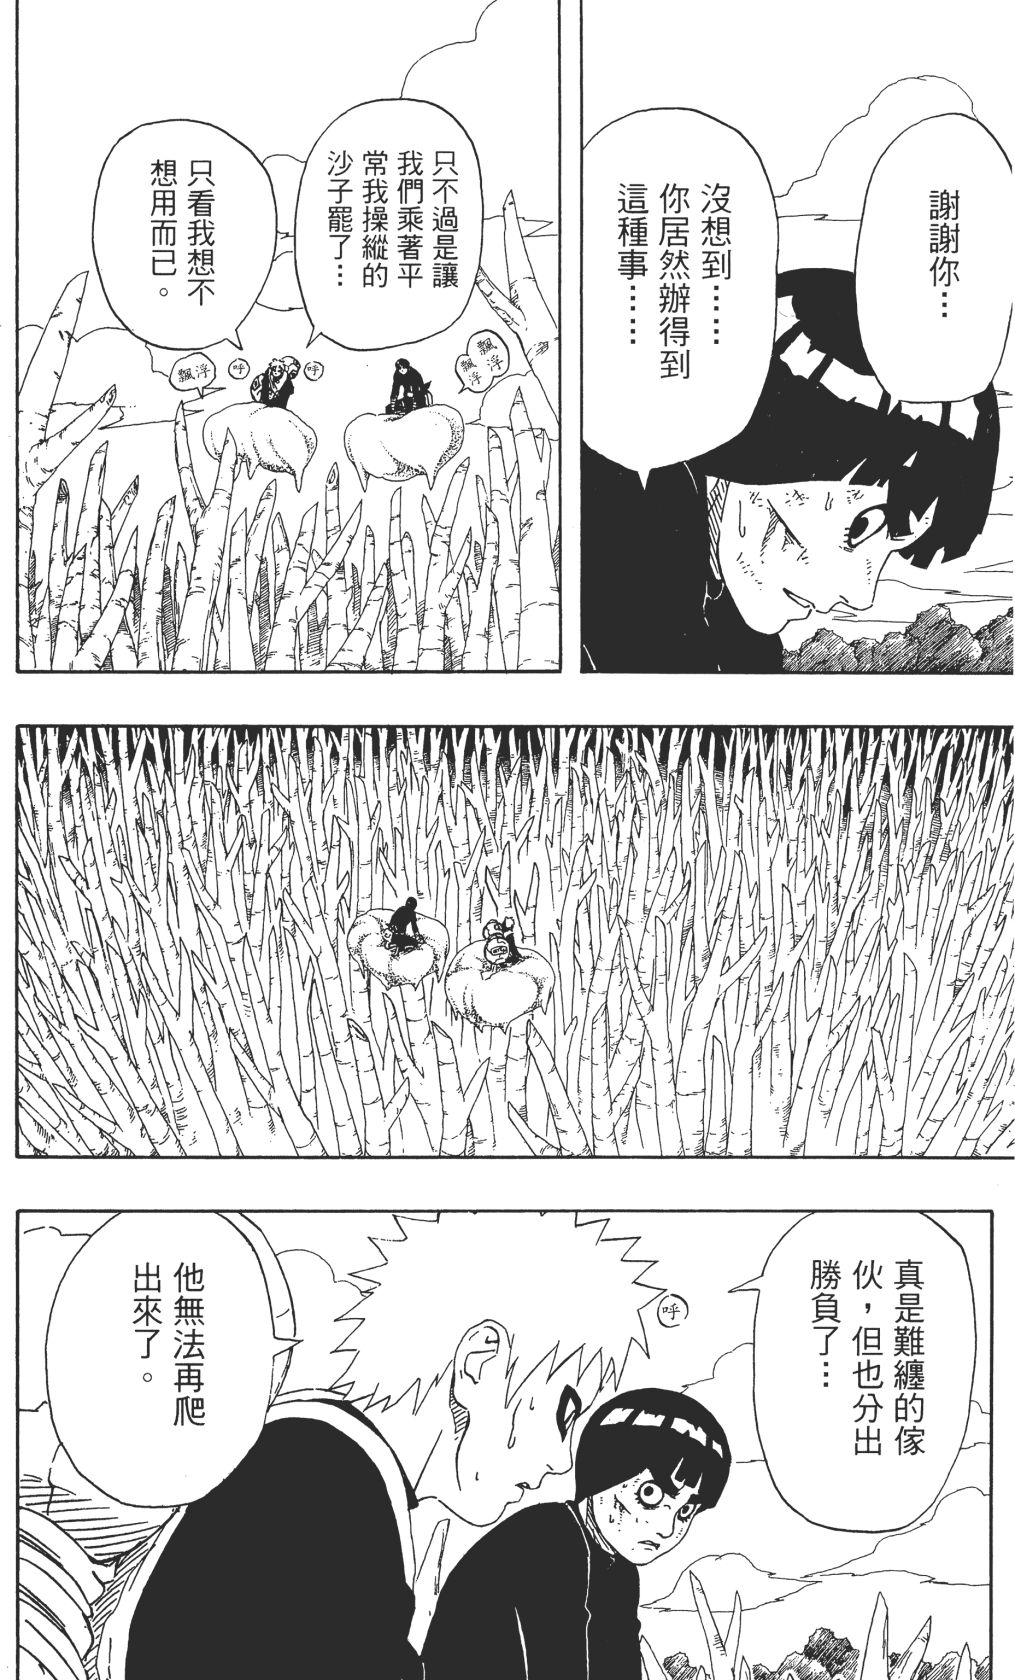 謝謝你…
沒想到……
你居然辦得到
這種事……
只不過是讓
我們乘著平
常我操縱的
沙子罷了…
只看我想不
想用而已。
飄
浮
飄
浮
呼
呼
飄浮
真是難纏的傢
伙，但也分出
勝負了…
呼
他無法再爬
出來了。